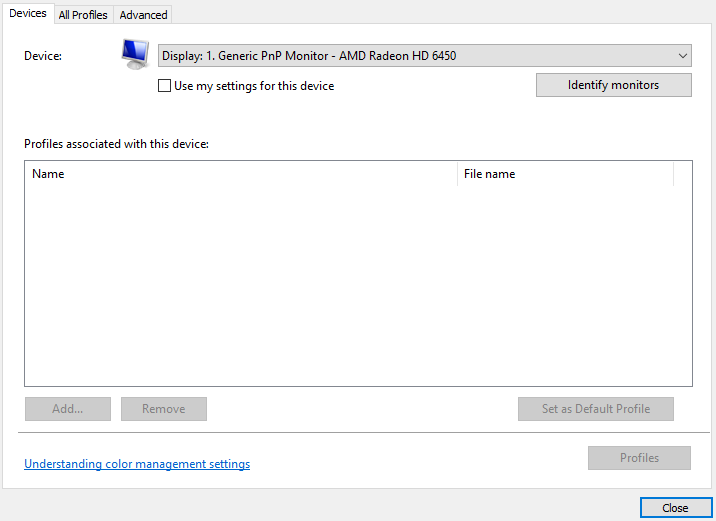 Devices All Profiles Advanced
Device: Display: 1. Generic PnP Monitor - AMD Radeon HD 6450
Use my settings for this device Identify monitors
Profiles associated with this device:
Name File name
Add... Remove Set as Default Profile
Understanding color management settings Profiles
Close